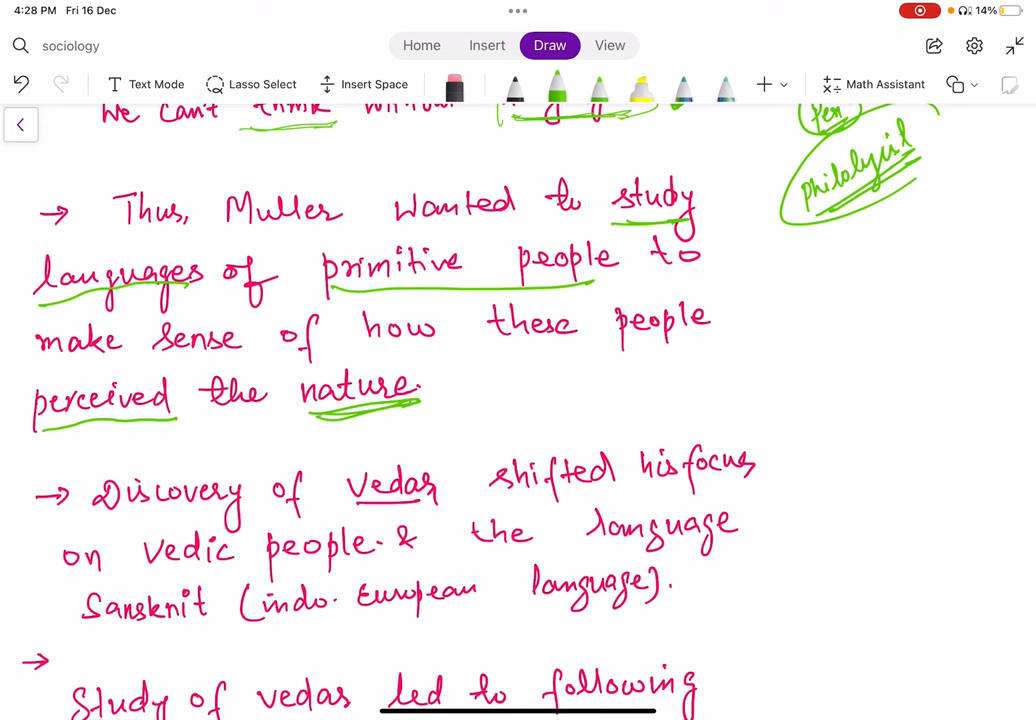 4:28 PM Fri 16 Dec
14%
sociology
Home Insert Draw View
Text Mode Lasso Select Insert Space Math Assistant
We can't think
Pen
philologist
→ Thus, Muller wanted to study
languages of primitive people to
make sense of how these people
perceived the nature.
→ Discovery of vedas shifted his focus
on vedic people. & the language
Sansknit (indo. European language).
→
Study of vedas led to following